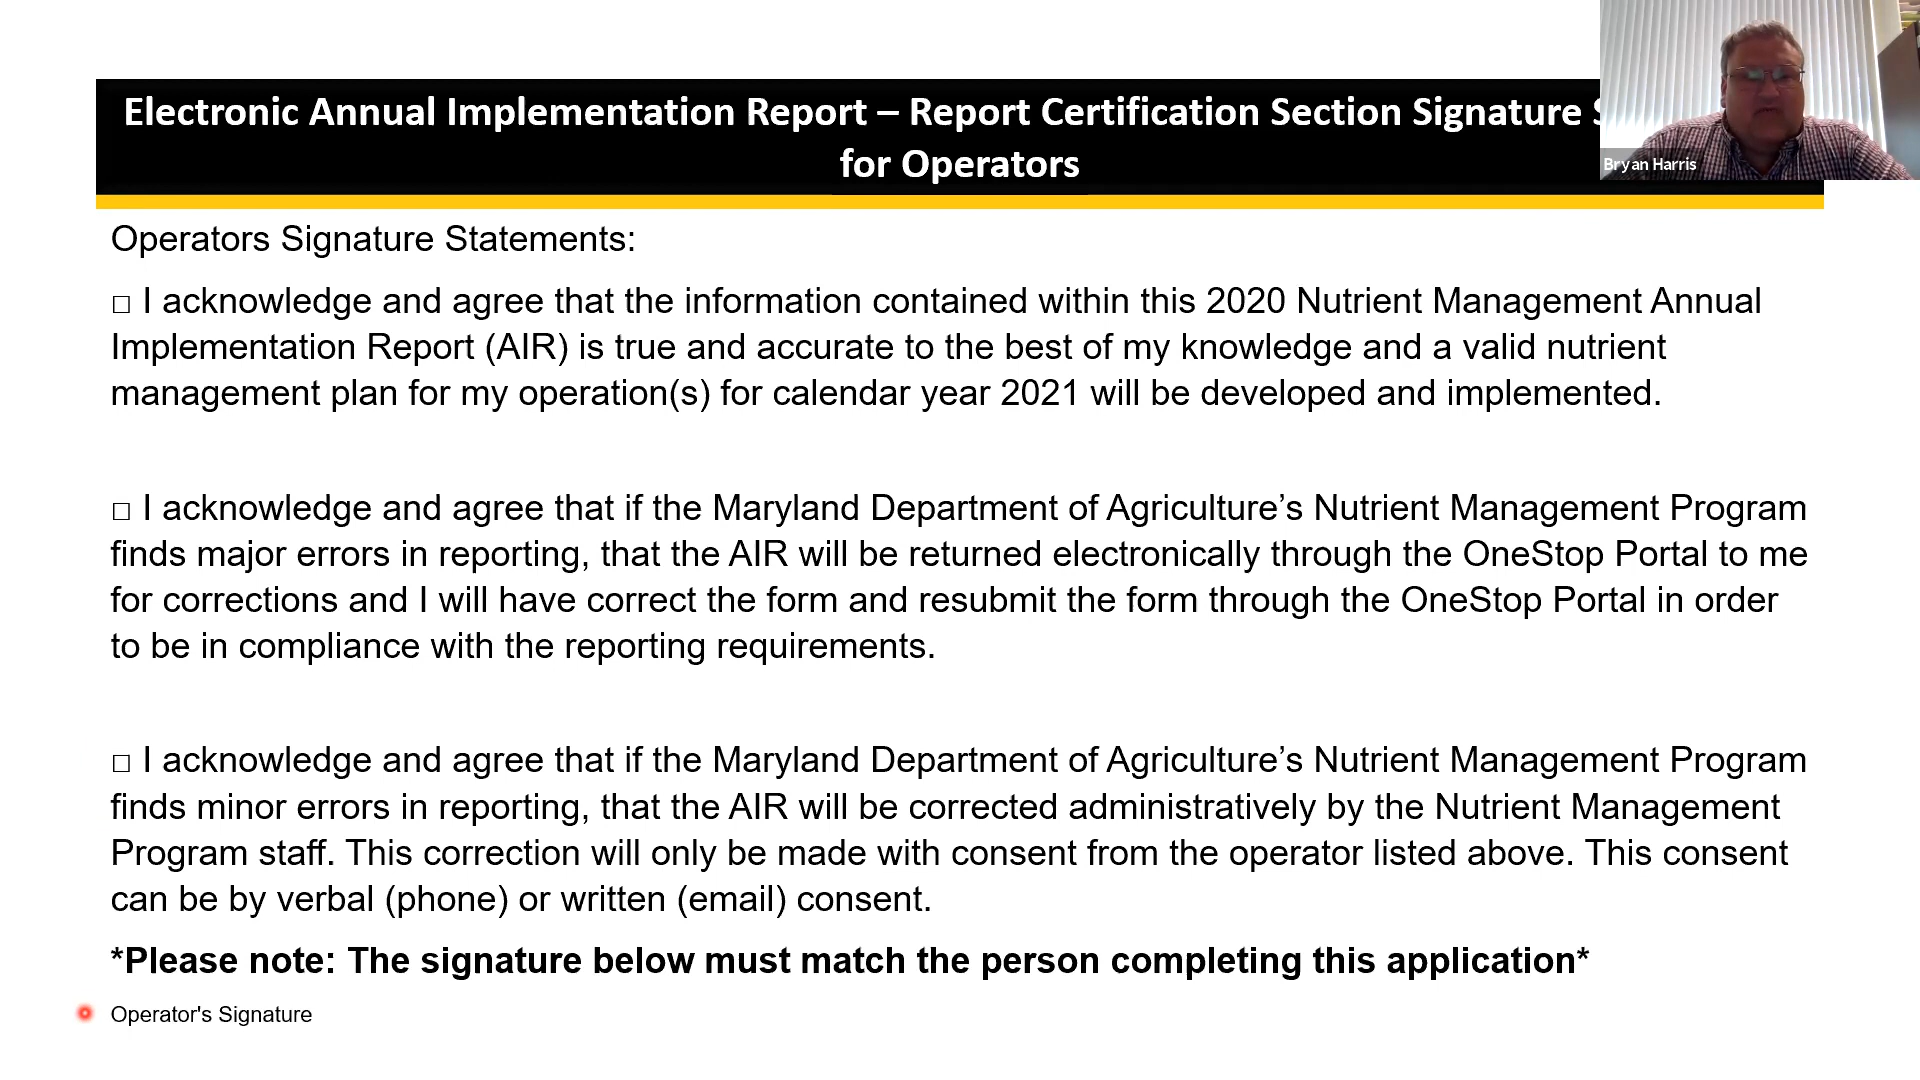 Electronic Annual Implementation Report – Report Certification Section Signature
for Operators
Bryan Harris
Operators Signature Statements:
□ I acknowledge and agree that the information contained within this 2020 Nutrient Management Annual
Implementation Report (AIR) is true and accurate to the best of my knowledge and a valid nutrient
management plan for my operation(s) for calendar year 2021 will be developed and implemented.
□ I acknowledge and agree that if the Maryland Department of Agriculture’s Nutrient Management Program
finds major errors in reporting, that the AIR will be returned electronically through the OneStop Portal to me
for corrections and I will have correct the form and resubmit the form through the OneStop Portal in order
to be in compliance with the reporting requirements.
□ I acknowledge and agree that if the Maryland Department of Agriculture’s Nutrient Management Program
finds minor errors in reporting, that the AIR will be corrected administratively by the Nutrient Management
Program staff. This correction will only be made with consent from the operator listed above. This consent
can be by verbal (phone) or written (email) consent.
*Please note: The signature below must match the person completing this application*
Operator's Signature